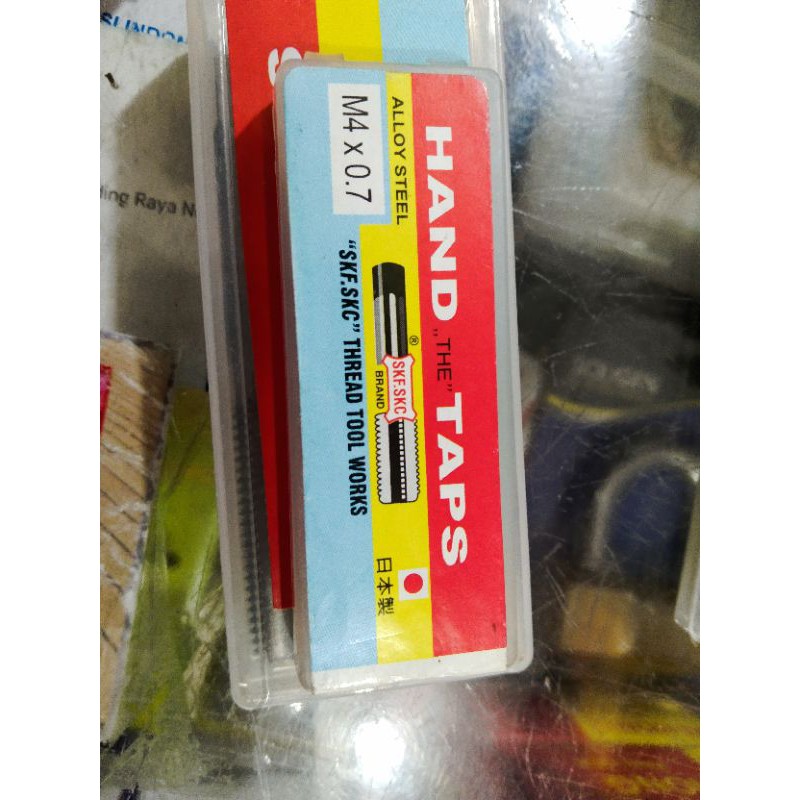 HAND "THE" TAPS
ALLOY STEEL
M4 x 0.7
®
SKF.SKC
BRAND
"SKF.SKC" THREAD TOOL WORKS
日本製
S
Raya